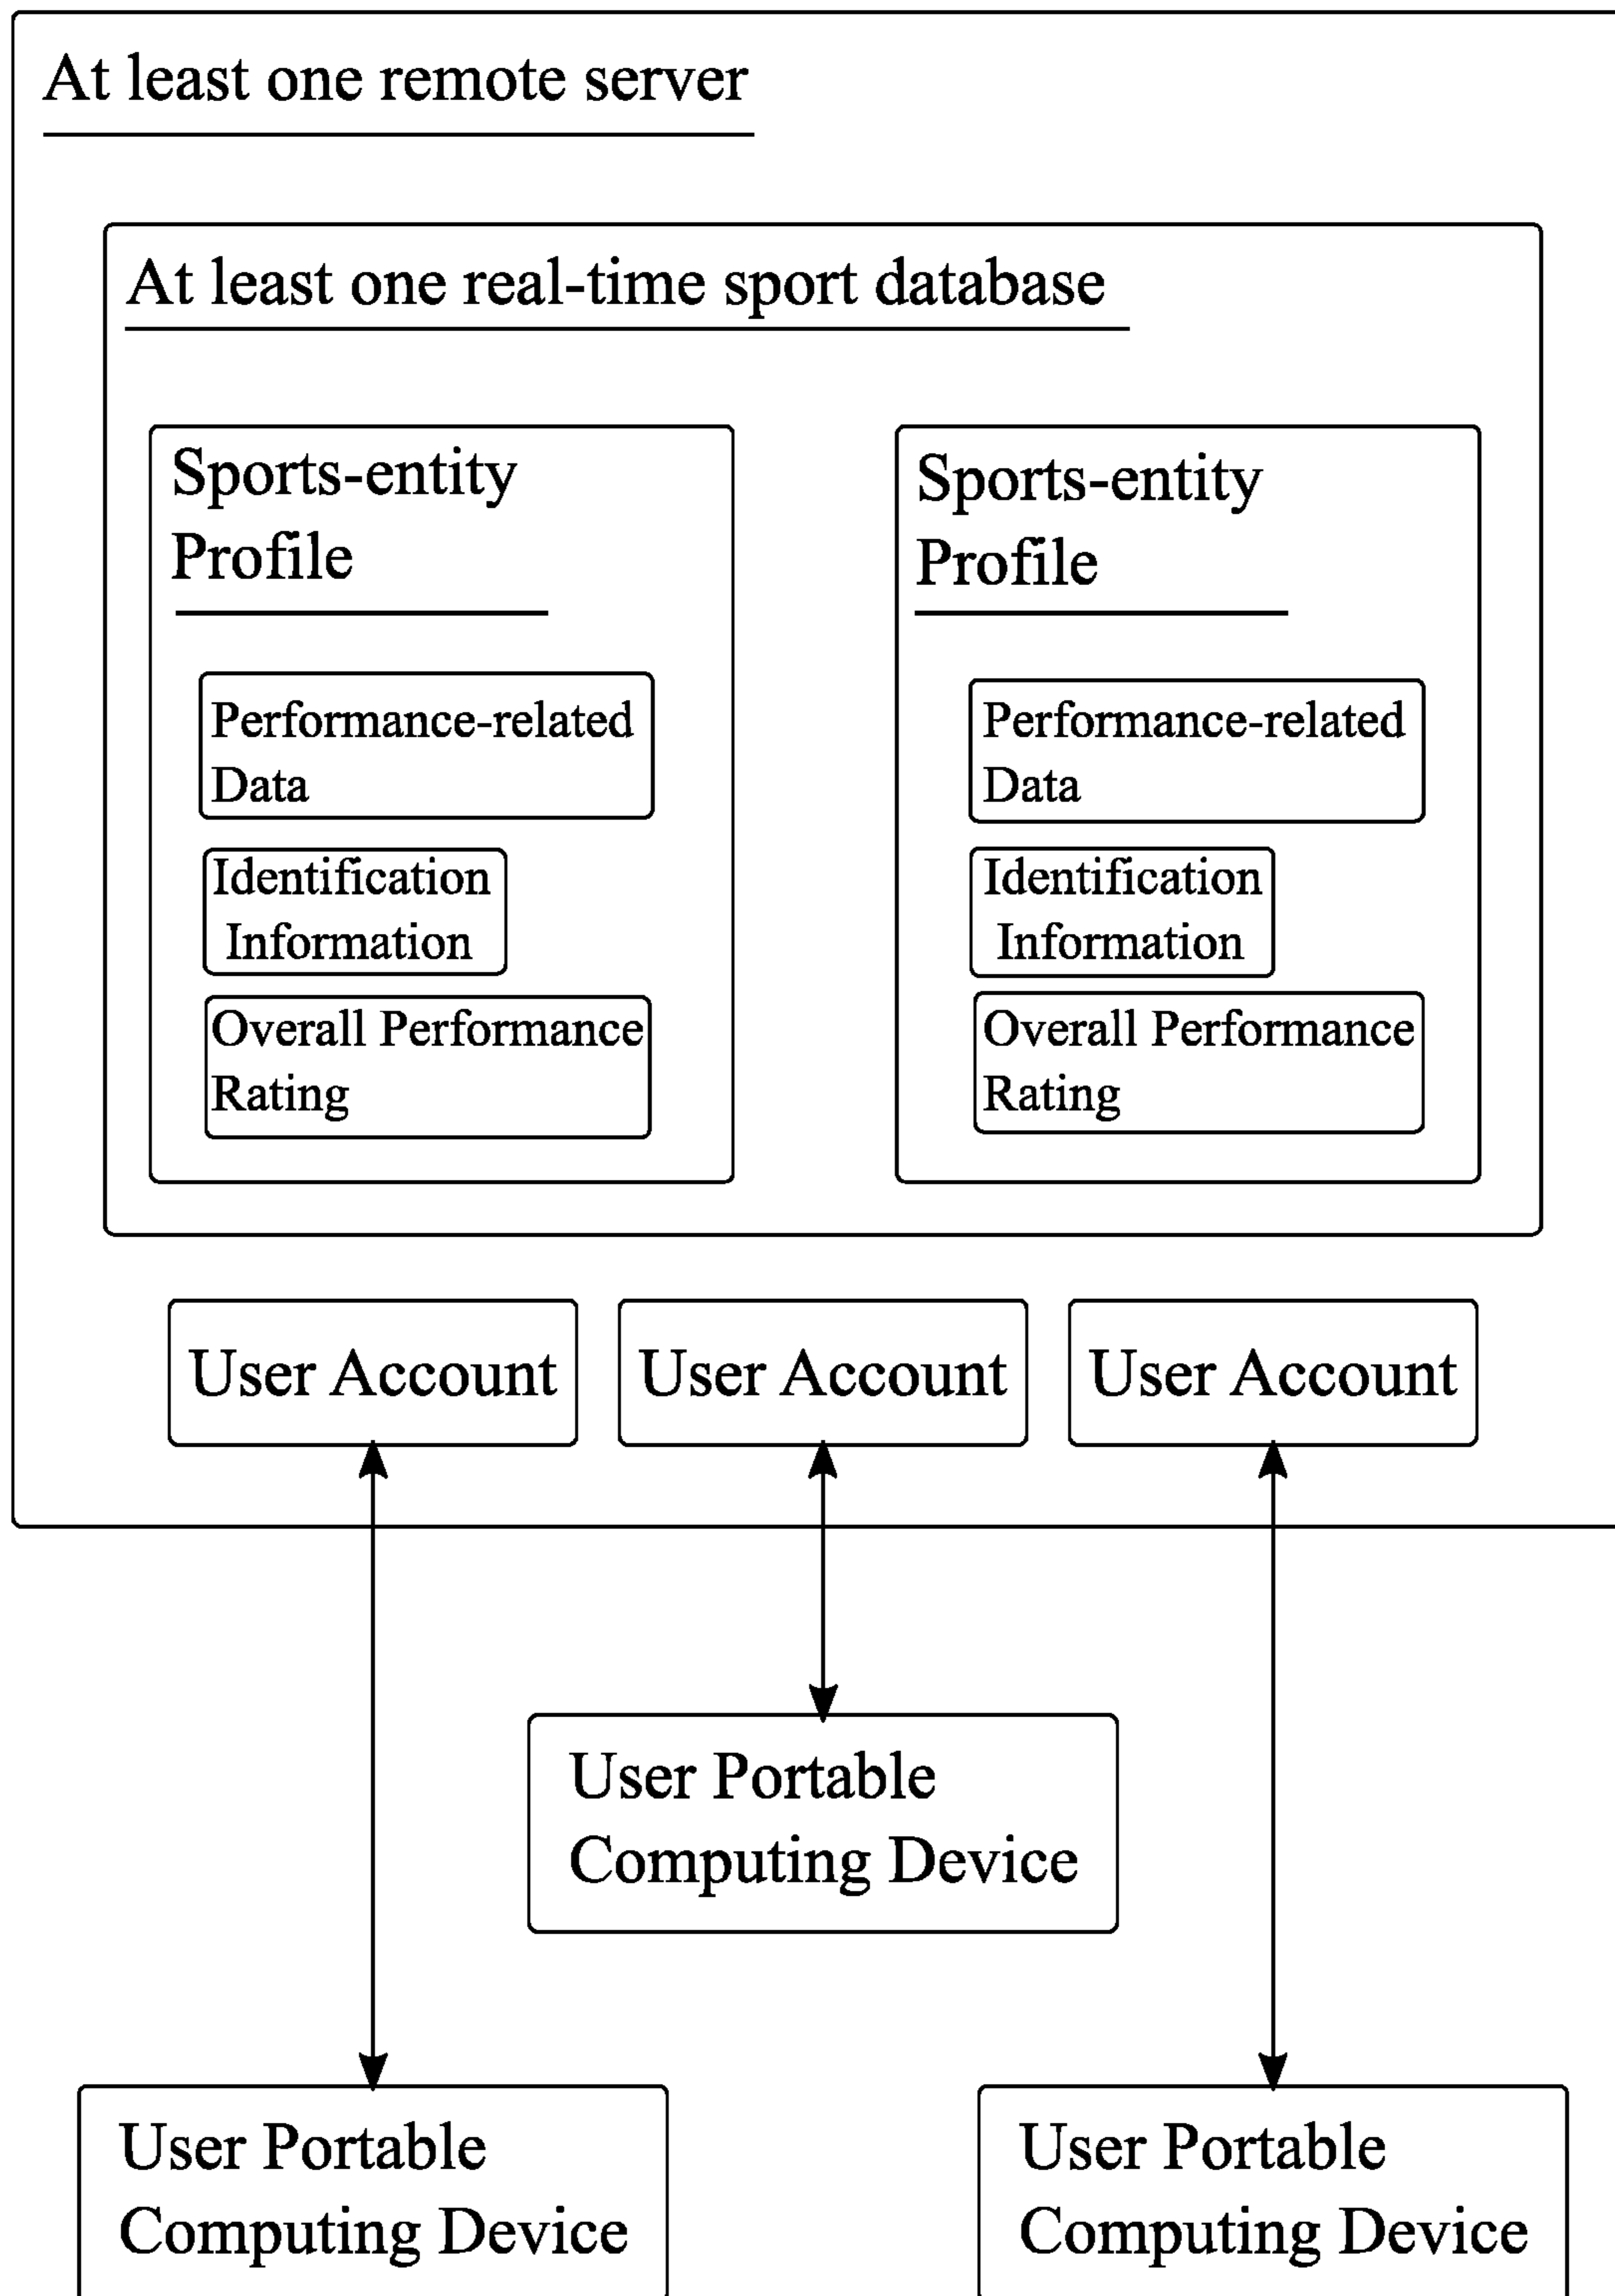 At least one remote server
At least one real-time sport database
Sports-entity
Profile
Performance-related
Data
Identification
Information
Overall Performance
Rating
Sports-entity
Profile
Performance-related
Data
Identification
Information
Overall Performance
Rating
User Account
User Account
User Account
User Portable
Computing Device
User Portable
Computing Device
User Portable
Computing Device